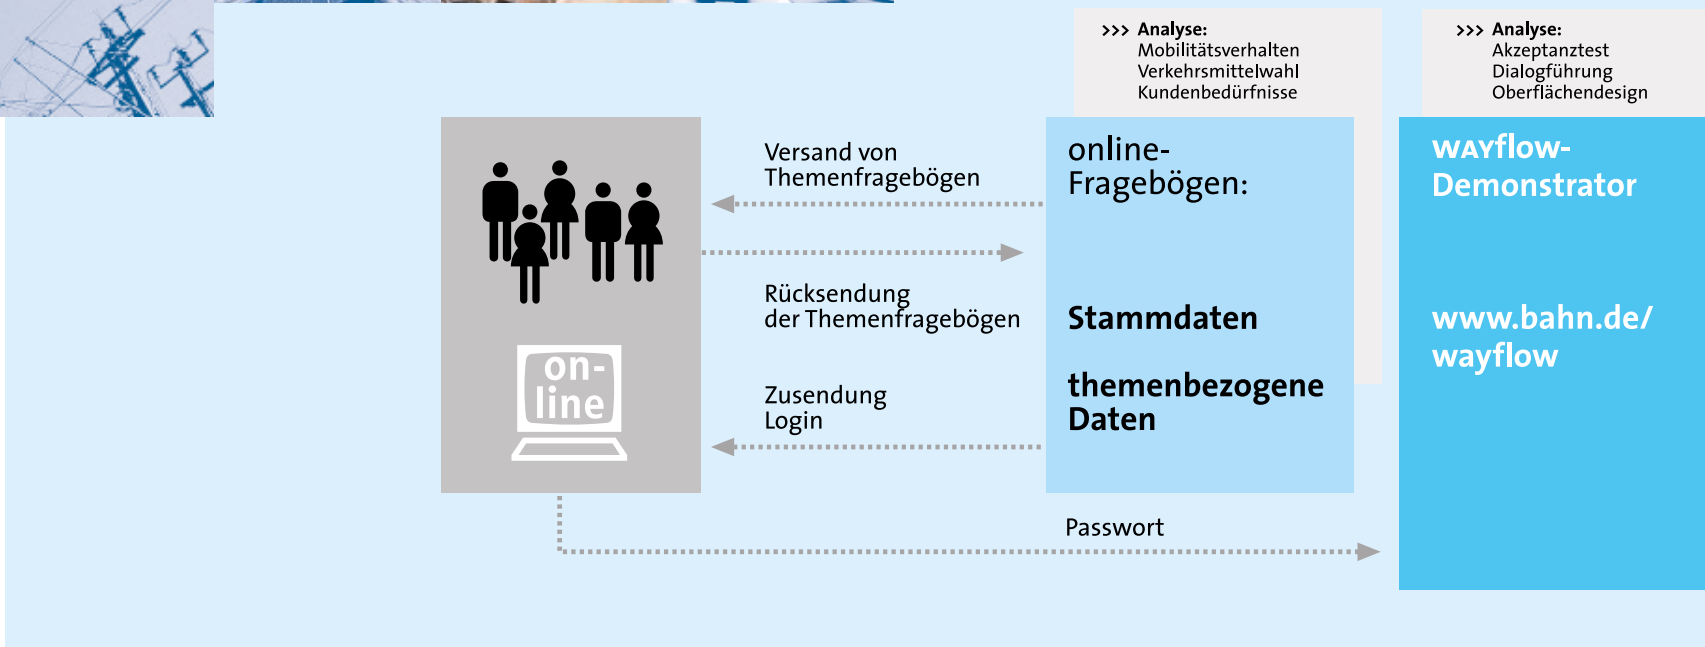 >>> Analyse:
Mobilitätsverhalten
Verkehrsmittelwahl
Kundenbedürfnisse
>>> Analyse:
Akzeptanztest
Dialogführung
Oberflächendesign
on-
line
Versand von
Themenfragebögen
Rücksendung
der Themenfragebögen
Zusendung
Login
online-
Fragebögen:
Stammdaten
themenbezogene
Daten
WAYflow-
Demonstrator
www.bahn.de/
wayflow
Passwort